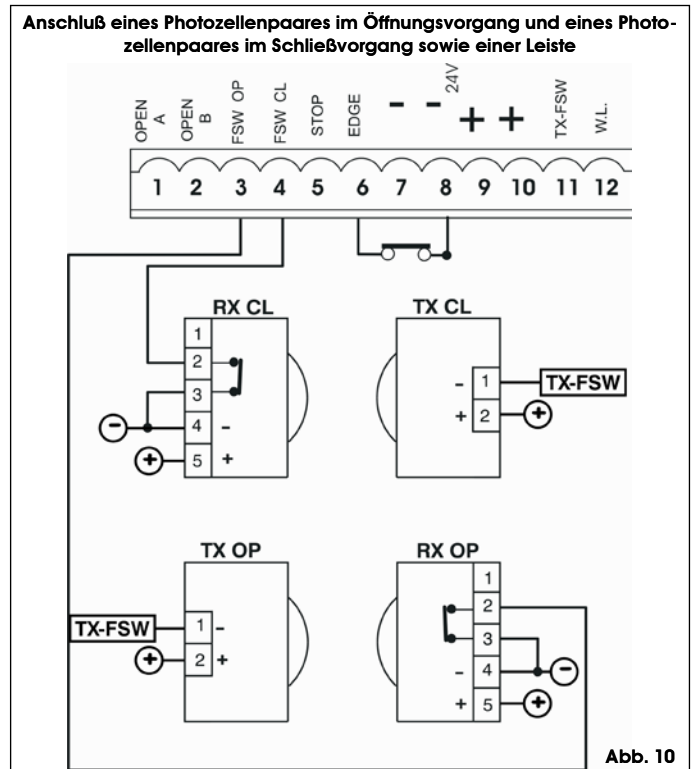 Anschluß eines Photozellenpaares im Öffnungsvorgang und eines Photo-
zellenpaares im Schließvorgang sowie einer Leiste
OPEN A
OPEN B
FSW OP
FSW CL
STOP
EDGE
-
-
24V
+
+
TX-FSW
W.L.
1 2 3 4 5 6 7 8 9 10 11 12
RX CL
1
2
3
- 4 -
+ 5 +
TX CL
- 1 TX-FSW
+ 2 +
TX OP
TX-FSW 1 -
+ 2 +
RX OP
1
2
3
- 4 -
+ 5 +
Abb. 10